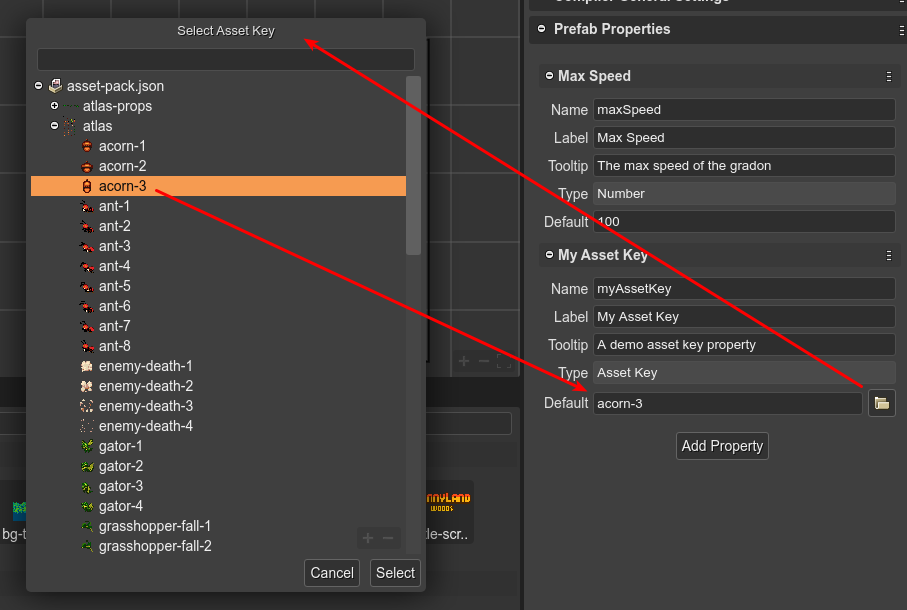 Select Asset Key
asset-pack.json
atlas-props
atlas
acorn-1
acorn-2
acorn-3
ant-1
ant-2
ant-3
ant-4
ant-5
ant-6
ant-7
ant-8
enemy-death-1
enemy-death-2
enemy-death-3
enemy-death-4
gator-1
gator-2
gator-3
gator-4
grasshopper-fall-1
grasshopper-fall-2
Cancel Select
bg-t
WOODS
tle-scr..
Compiler General Settings
Prefab Properties
Max Speed
Name maxSpeed
Label Max Speed
Tooltip The max speed of the gradon
Type Number
Default 100
My Asset Key
Name myAssetKey
Label My Asset Key
Tooltip A demo asset key property
Type Asset Key
Default acorn-3
Add Property